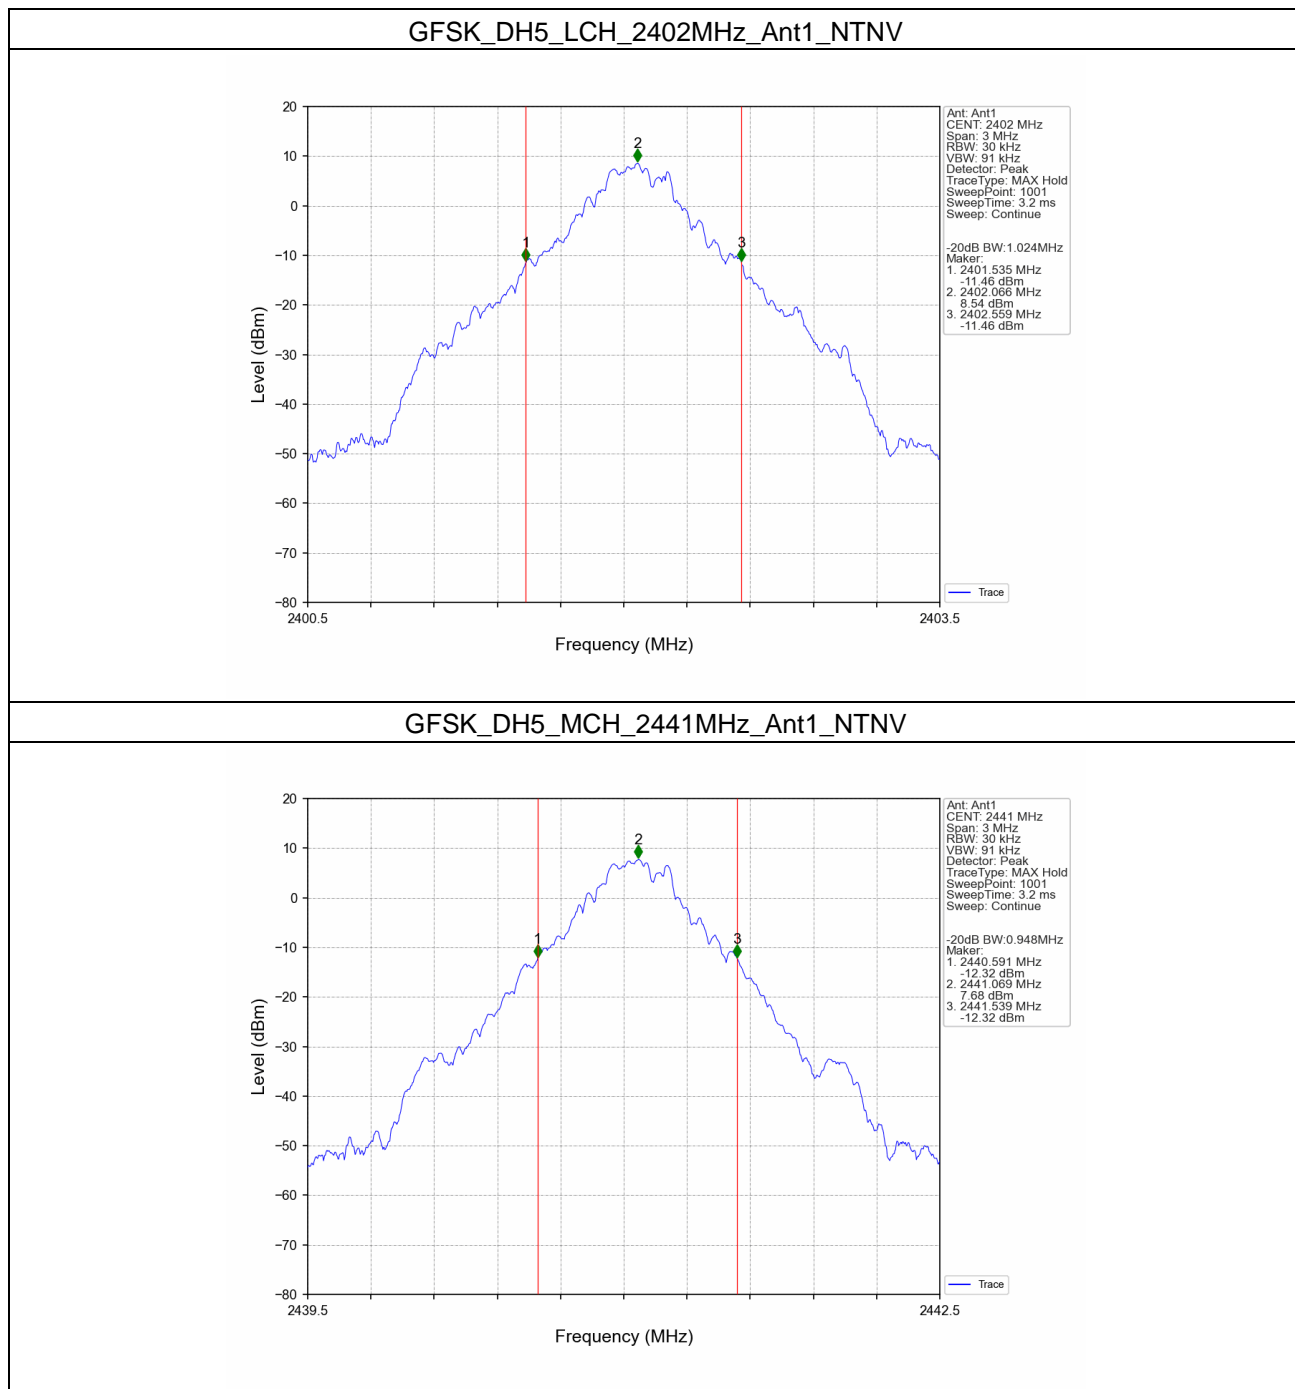 GFSK_DH5_LCH_2402MHz_Ant1_NTNV
20
10
0
−10
−20
−30
−40
−50
−60
−70
−80
Level (dBm)
1
2
3
2400.5
2403.5
Frequency (MHz)
Ant: Ant1
CENT: 2402 MHz
Span: 3 MHz
RBW: 30 kHz
VBW: 91 kHz
Detector: Peak
TraceType: MAX Hold
SweepPoint: 1001
SweepTime: 3.2 ms
Sweep: Continue
-20dB BW:1.024MHz
Maker:
1. 2401.535 MHz
-11.46 dBm
2. 2402.066 MHz
8.54 dBm
3. 2402.559 MHz
-11.46 dBm
Trace
GFSK_DH5_MCH_2441MHz_Ant1_NTNV
20
10
0
−10
−20
−30
−40
−50
−60
−70
−80
Level (dBm)
1
2
3
2439.5
2442.5
Frequency (MHz)
Ant: Ant1
CENT: 2441 MHz
Span: 3 MHz
RBW: 30 kHz
VBW: 91 kHz
Detector: Peak
TraceType: MAX Hold
SweepPoint: 1001
SweepTime: 3.2 ms
Sweep: Continue
-20dB BW:0.948MHz
Maker:
1. 2440.591 MHz
-12.32 dBm
2. 2441.069 MHz
7.68 dBm
3. 2441.539 MHz
-12.32 dBm
Trace